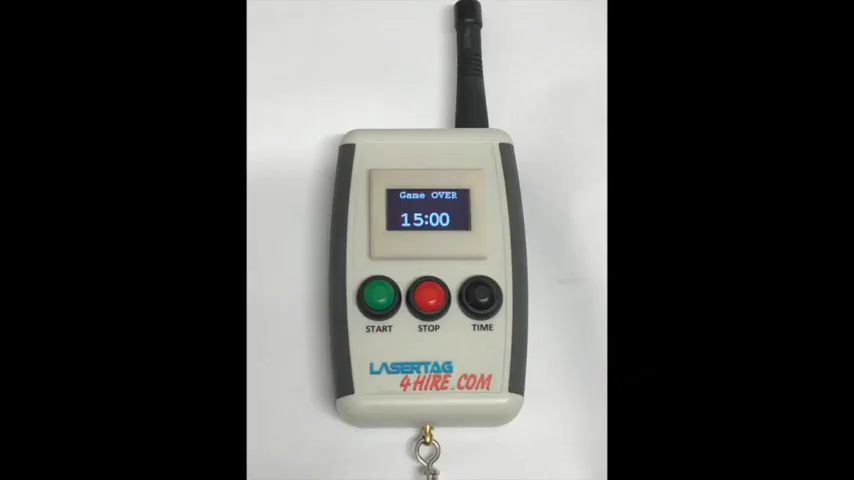 Game OVER
15:00
START STOP TIME
LASERTAG
4HIRE.COM